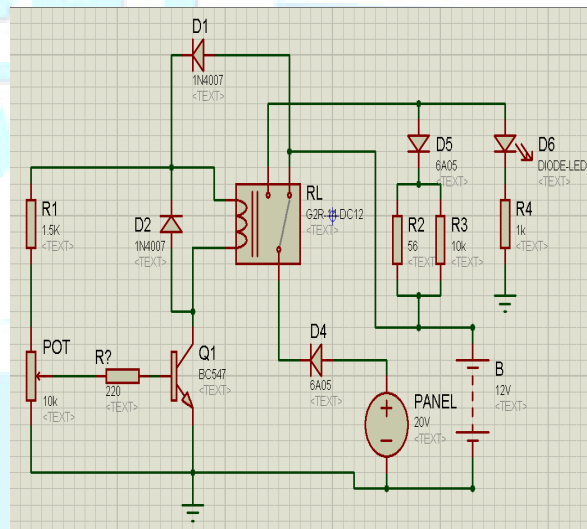 D1
1N4007
<TEXT>
RL
G2R-14-DC12
<TEXT>
D5
6A05
<TEXT>
D6
DIODE-LED
<TEXT>
R1
1.5K
<TEXT>
D2
1N4007
<TEXT>
R2
56
<TEXT>
R3
10k
<TEXT>
R4
1k
<TEXT>
POT
10k
<TEXT>
R?
220
<TEXT>
Q1
BC547
<TEXT>
D4
6A05
<TEXT>
PANEL
20V
<TEXT>
B
12V
<TEXT>